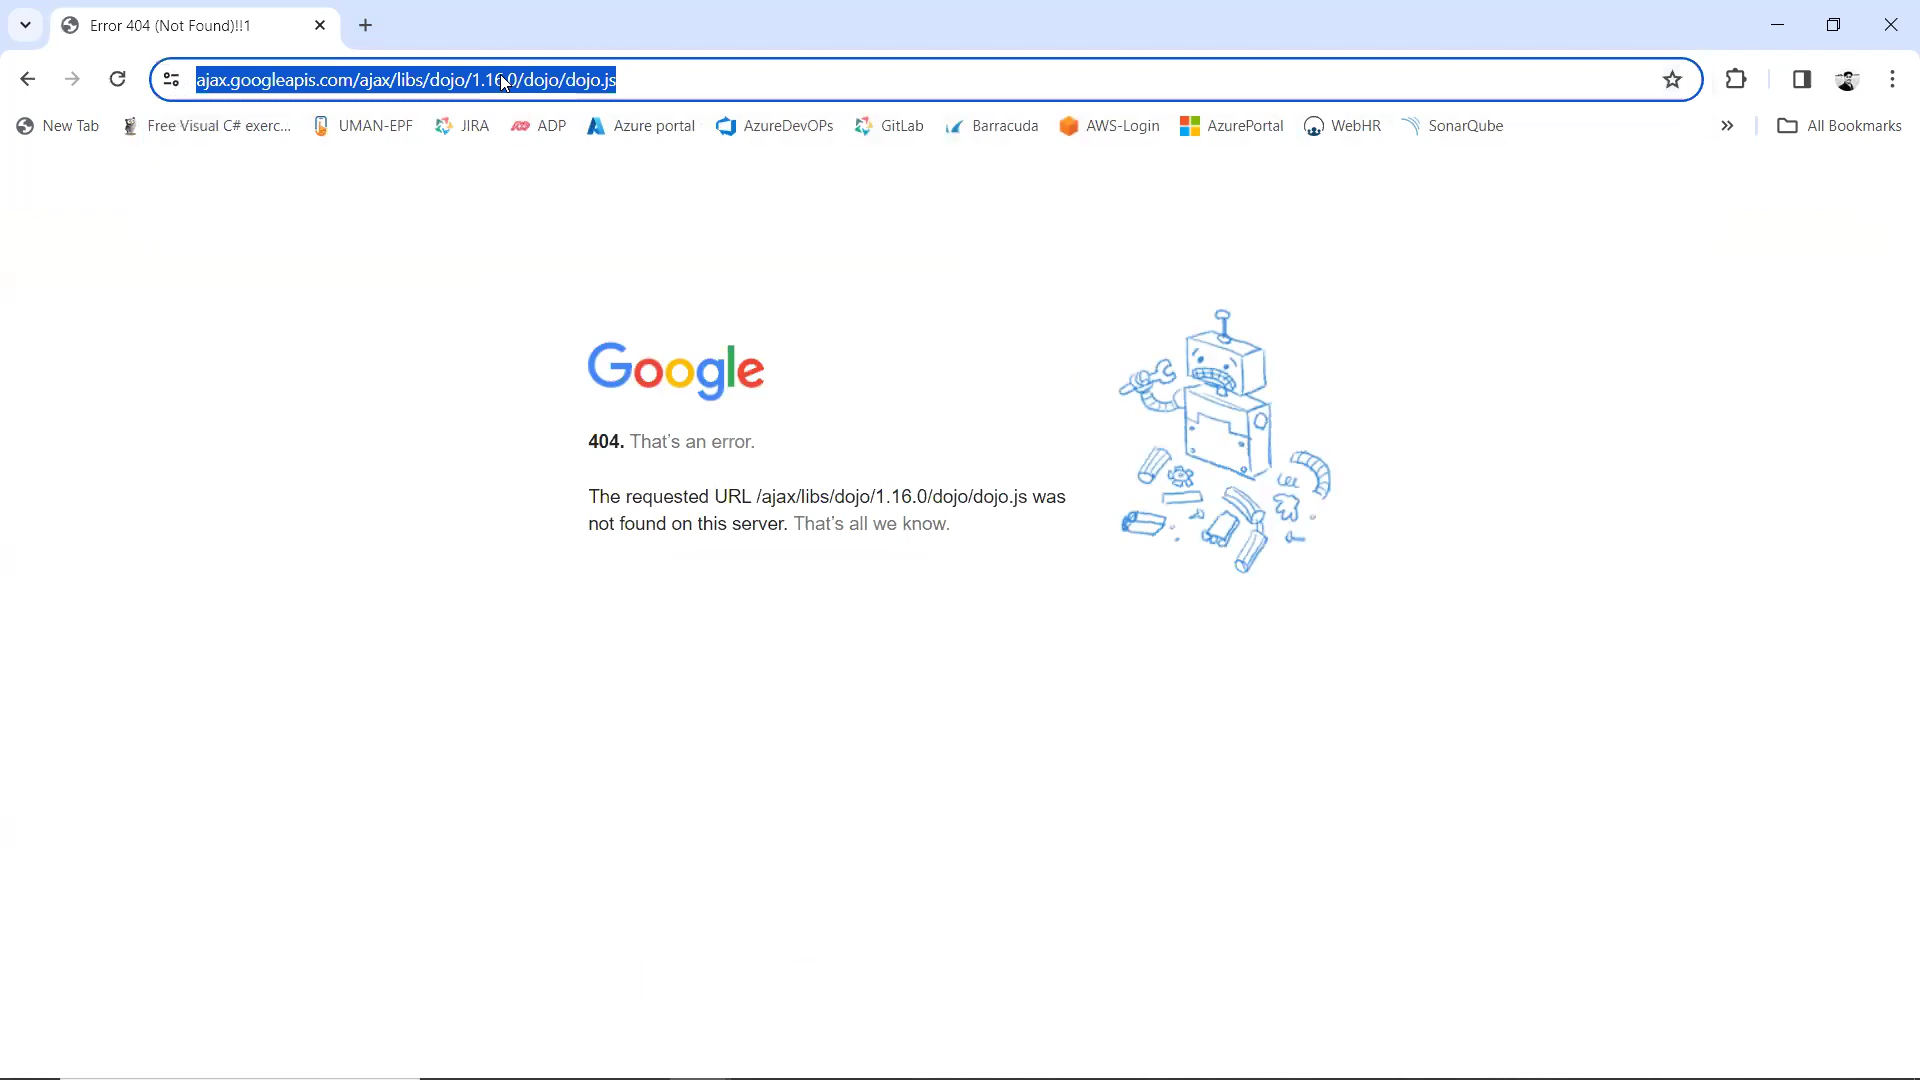 Error 404 (Not Found)!!1
ajax.googleapis.com/ajax/libs/dojo/1.16.0/dojo/dojo.js
New Tab Free Visual C# exerc... UMAN-EPF JIRA ADP Azure portal AzureDevOPs GitLab Barracuda AWS-Login AzurePortal WebHR SonarQube All Bookmarks
Google
404. That's an error.
The requested URL /ajax/libs/dojo/1.16.0/dojo/dojo.js was
not found on this server. That's all we know.